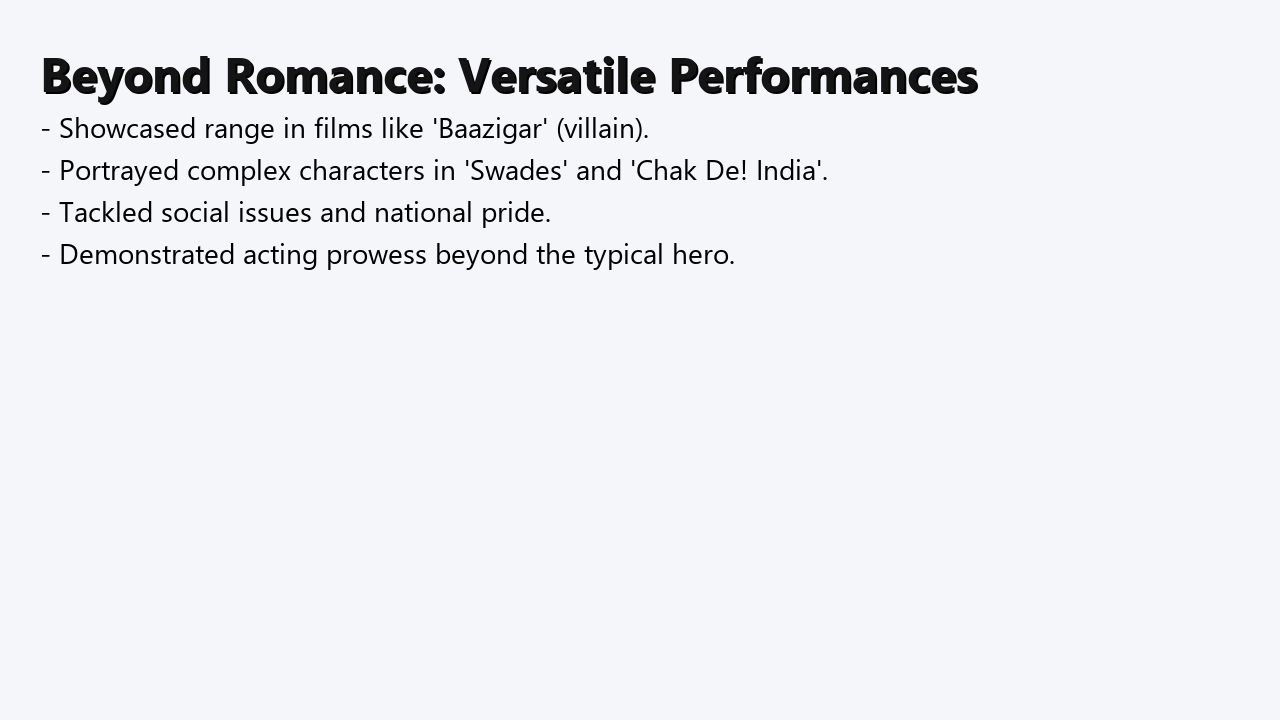 Beyond Romance: Versatile Performances
- Showcased range in films like 'Baazigar' (villain).
- Portrayed complex characters in 'Swades' and 'Chak De! India'.
- Tackled social issues and national pride.
- Demonstrated acting prowess beyond the typical hero.